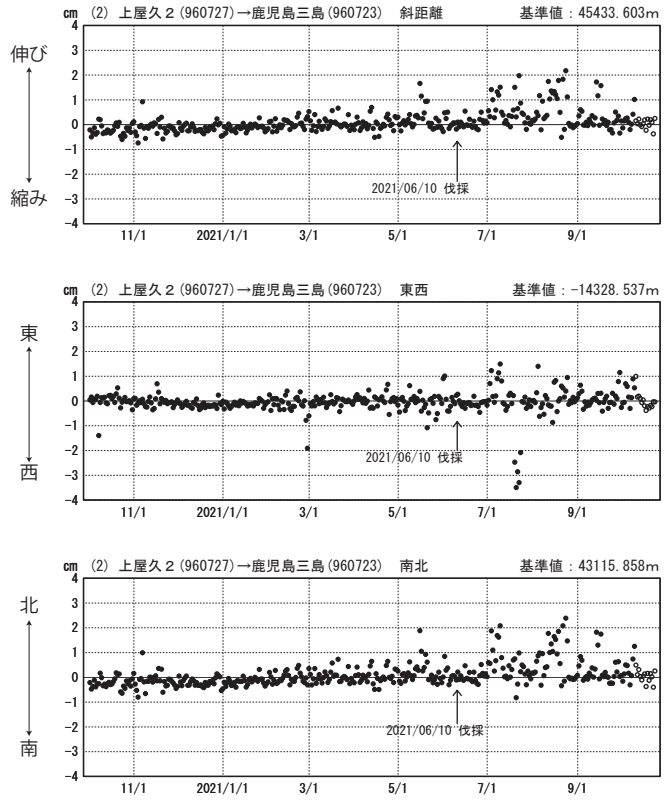 cm (2) 上屋久２(960727)→鹿児島三島(960723) 斜距離 基準値：45433.603ｍ
4
3
伸び 2
1
0
-1
縮み -2
2021/06/10 伐採
-3
-4
11/1 2021/1/1 3/1 5/1 7/1 9/1
cm (2) 上屋久２(960727)→鹿児島三島(960723) 東西 基準値：-14328.537ｍ
4
東 3
2
1
0
-1
-2
2021/06/10 伐採
西 -3
-4
11/1 2021/1/1 3/1 5/1 7/1 9/1
cm (2) 上屋久２(960727)→鹿児島三島(960723) 南北 基準値：43115.858ｍ
4
北 3
2
1
0
-1
-2
2021/06/10 伐採
南 -3
-4
11/1 2021/1/1 3/1 5/1 7/1 9/1